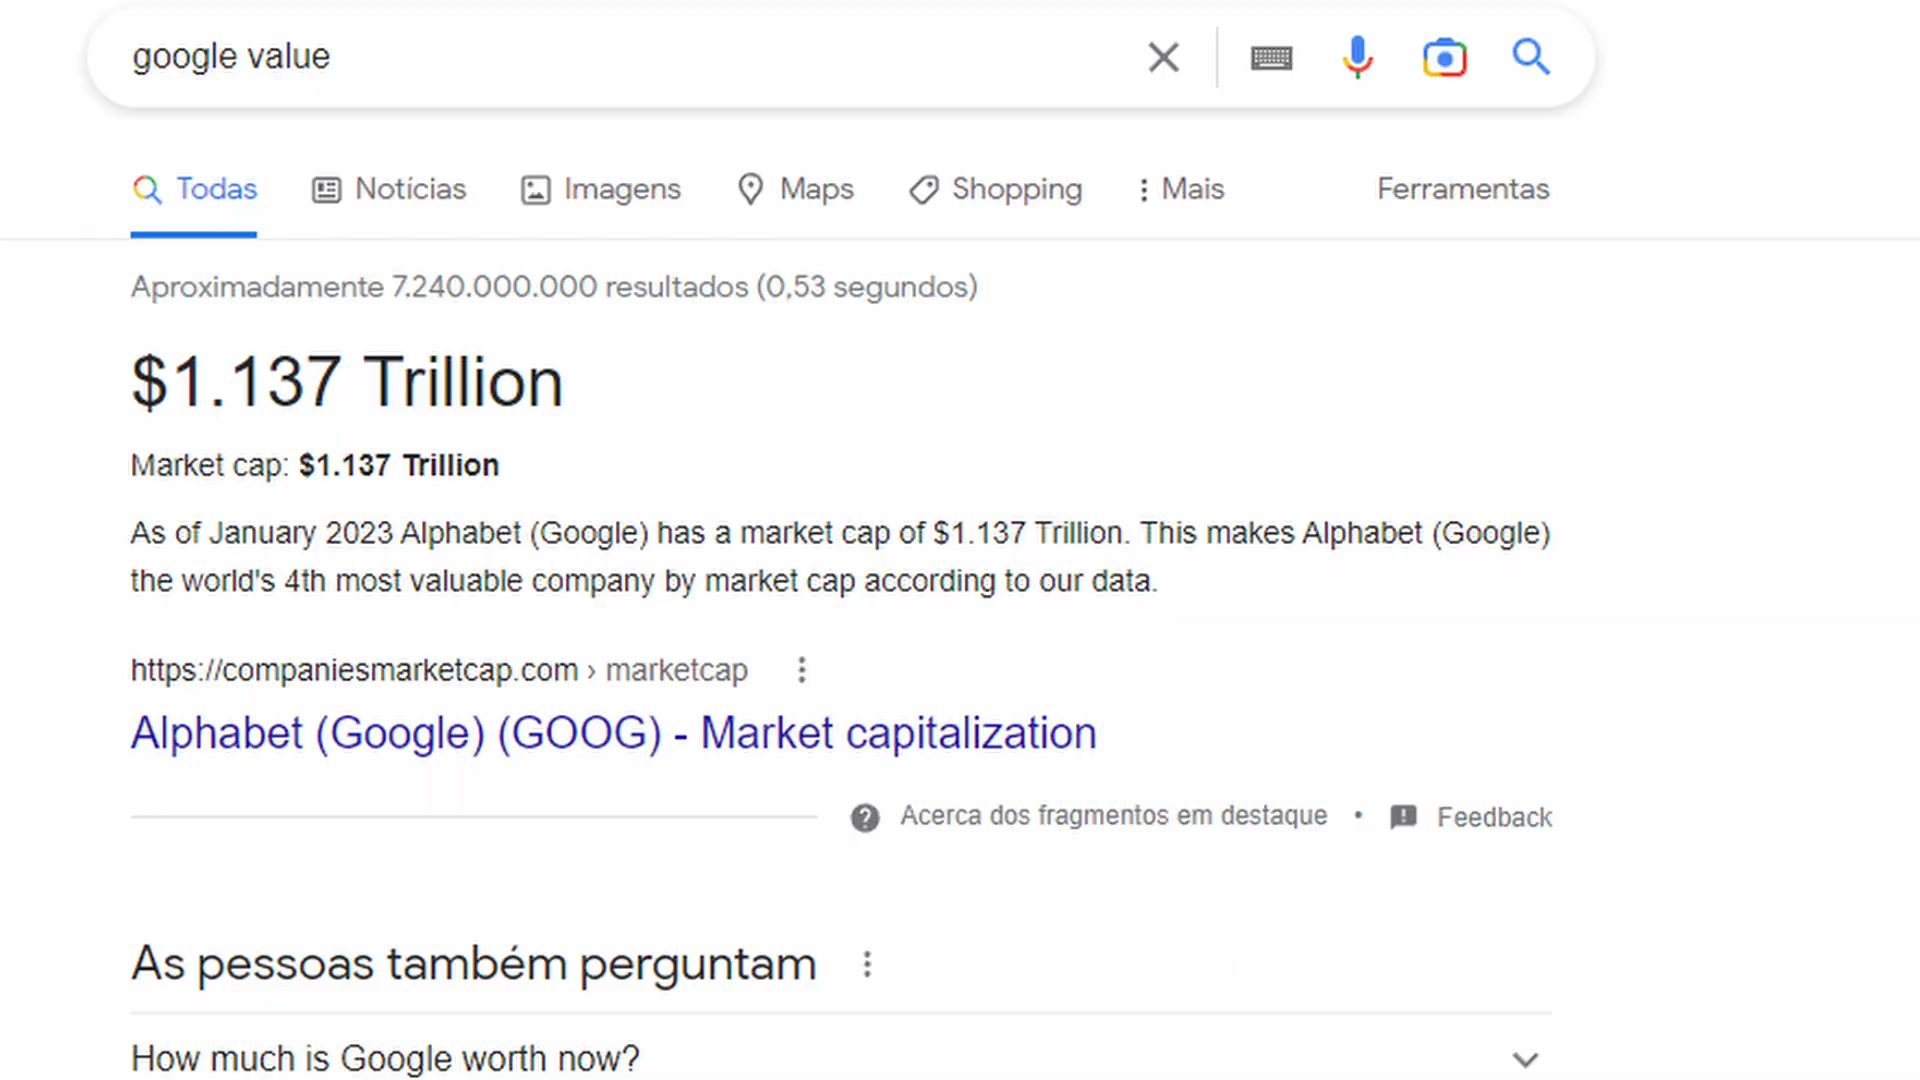 google value
Todas Notícias Imagens Maps Shopping Mais Ferramentas
Aproximadamente 7.240.000.000 resultados (0,53 segundos)
$1.137 Trillion
Market cap: $1.137 Trillion
As of January 2023 Alphabet (Google) has a market cap of $1.137 Trillion. This makes Alphabet (Google)
the world's 4th most valuable company by market cap according to our data.
https://companiesmarketcap.com › marketcap
Alphabet (Google) (GOOG) - Market capitalization
Acerca dos fragmentos em destaque • Feedback
As pessoas também perguntam
How much is Google worth now?